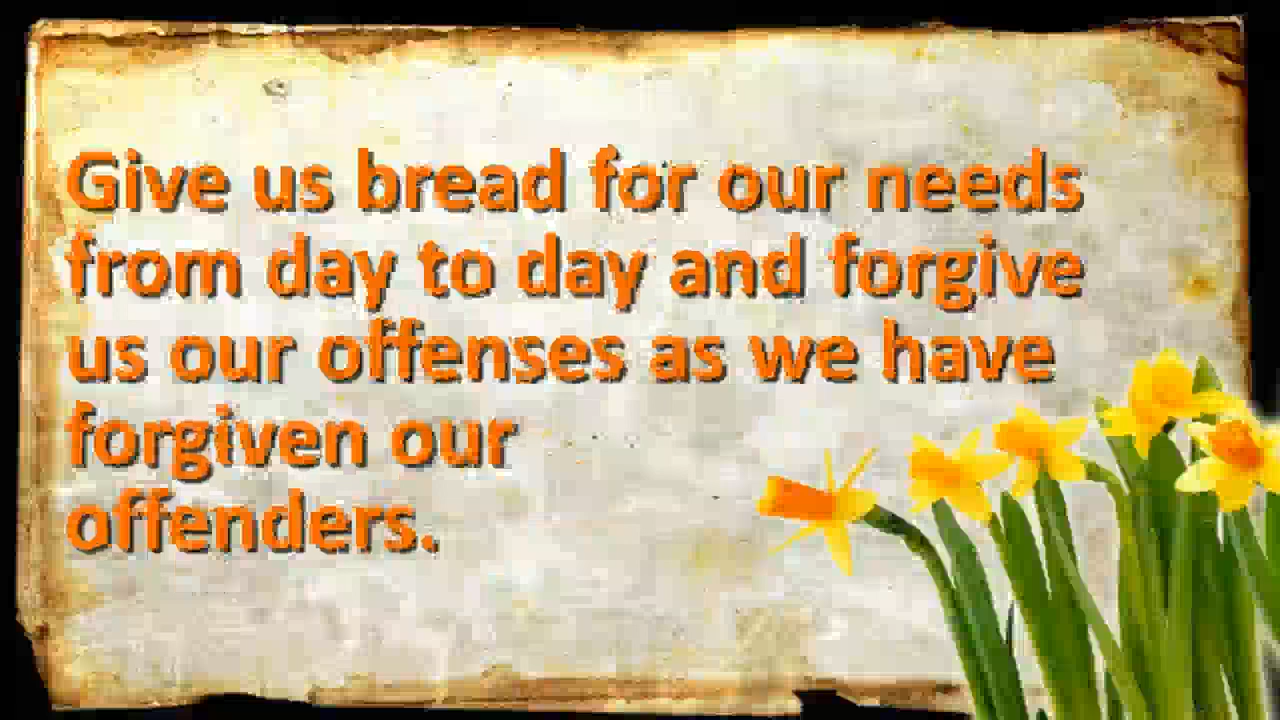 Give us bread for our needs
from day to day and forgive
us our offenses as we have
forgiven our
offenders.